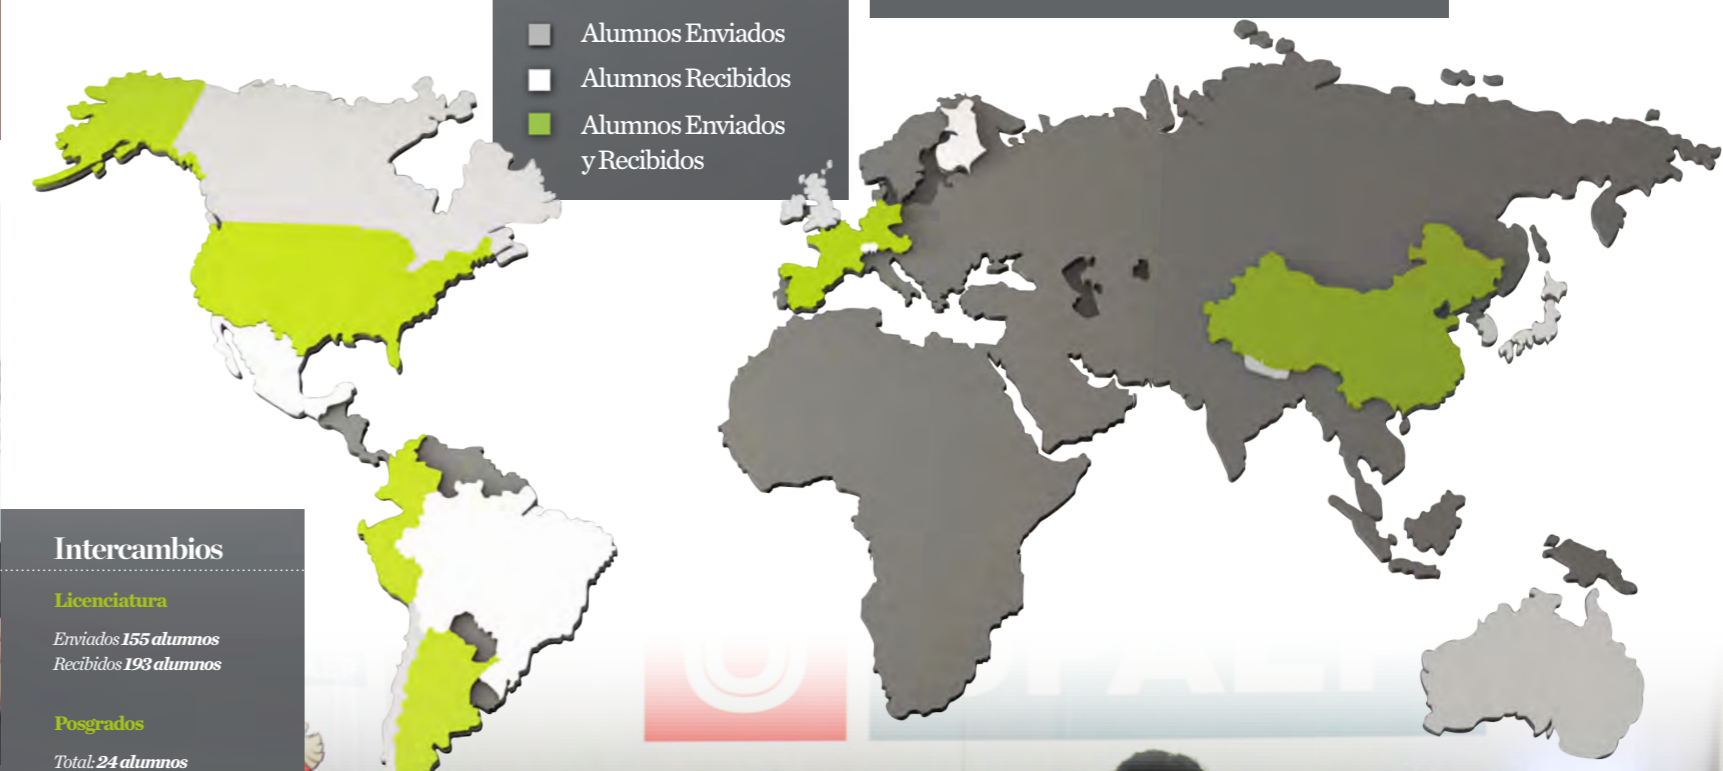 Alumnos Enviados
Alumnos Recibidos
Alumnos Enviados
y Recibidos
Intercambios
Licenciatura
Enviados 155 alumnos
Recibidos 193 alumnos
Posgrados
Total: 24 alumnos